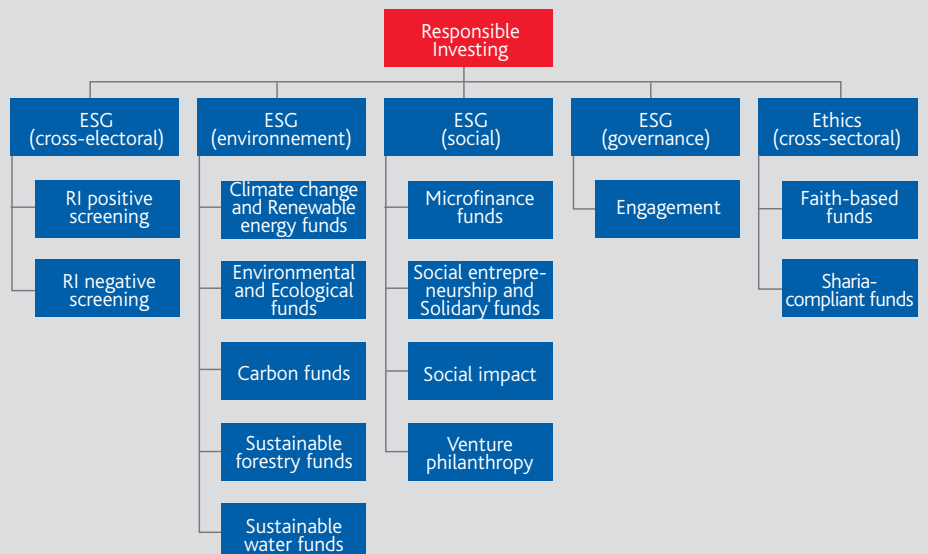 Responsible
Investing
ESG
(cross-electoral)
ESG
(environnement)
ESG
(social)
ESG
(governance)
Ethics
(cross-sectoral)
RI positive
screening
RI negative
screening
Climate change
and Renewable
energy funds
Environmental
and Ecological
funds
Carbon funds
Sustainable
forestry funds
Sustainable
water funds
Microfinance
funds
Social entrepre-
neurship and
Solidary funds
Social impact
Venture
philanthropy
Engagement
Faith-based
funds
Sharia-
compliant funds